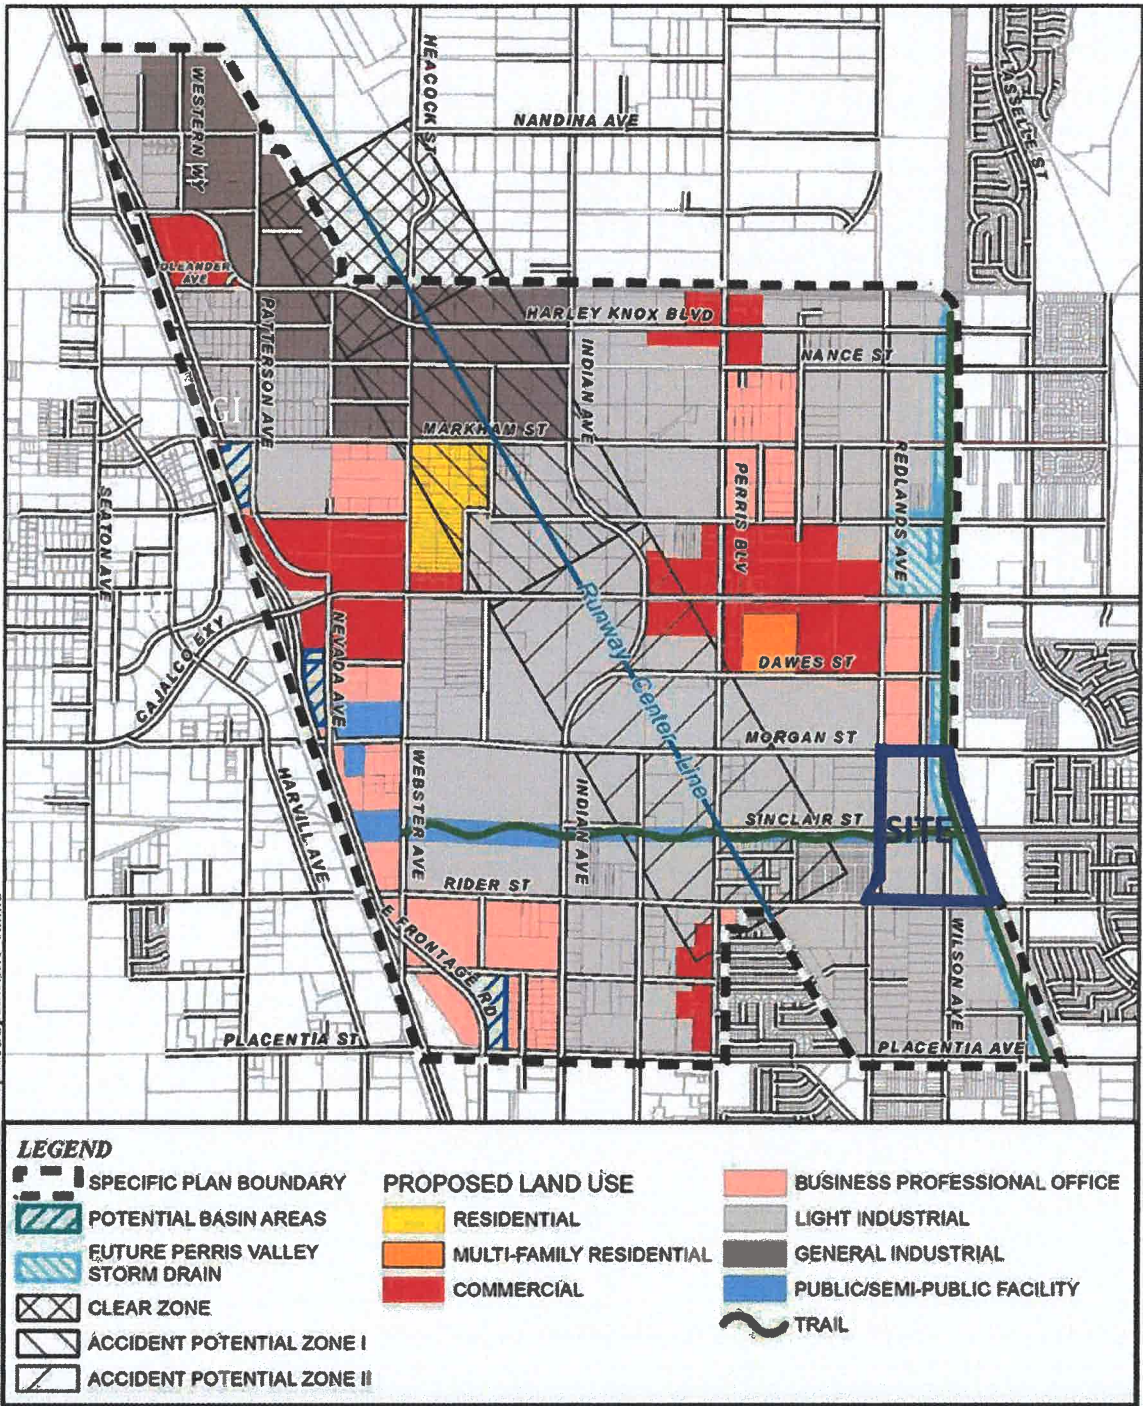 HEACOCK ST
LASSELLE ST
NANDINA AVE
WESTERN WY
OLEANDER
AVE
PATTERSON AVE
HARLEY KNOX BLVD
INDIAN AVE
NANCE ST
GI
MARKHAM ST
REDLANDS AVE
PERRIS BLV
SEATON AVE
Runway Center Line
NEVADA AVE
CAJALCO EXY
DAWES ST
MORGAN ST
WEBSTER AVE
HARVILL AVE
INDIAN AVE
SINCLAIR ST
SITE
RIDER ST
E FRONTAGE RD
WILSON AVE
PLACENTIA ST
PLACENTIA AVE
LEGEND
SPECIFIC PLAN BOUNDARY
POTENTIAL BASIN AREAS
FUTURE PERRIS VALLEY
STORM DRAIN
CLEAR ZONE
ACCIDENT POTENTIAL ZONE I
ACCIDENT POTENTIAL ZONE II
PROPOSED LAND USE
RESIDENTIAL
MULTI-FAMILY RESIDENTIAL
COMMERCIAL
BUSINESS PROFESSIONAL OFFICE
LIGHT INDUSTRIAL
GENERAL INDUSTRIAL
PUBLIC/SEMI-PUBLIC FACILITY
TRAIL